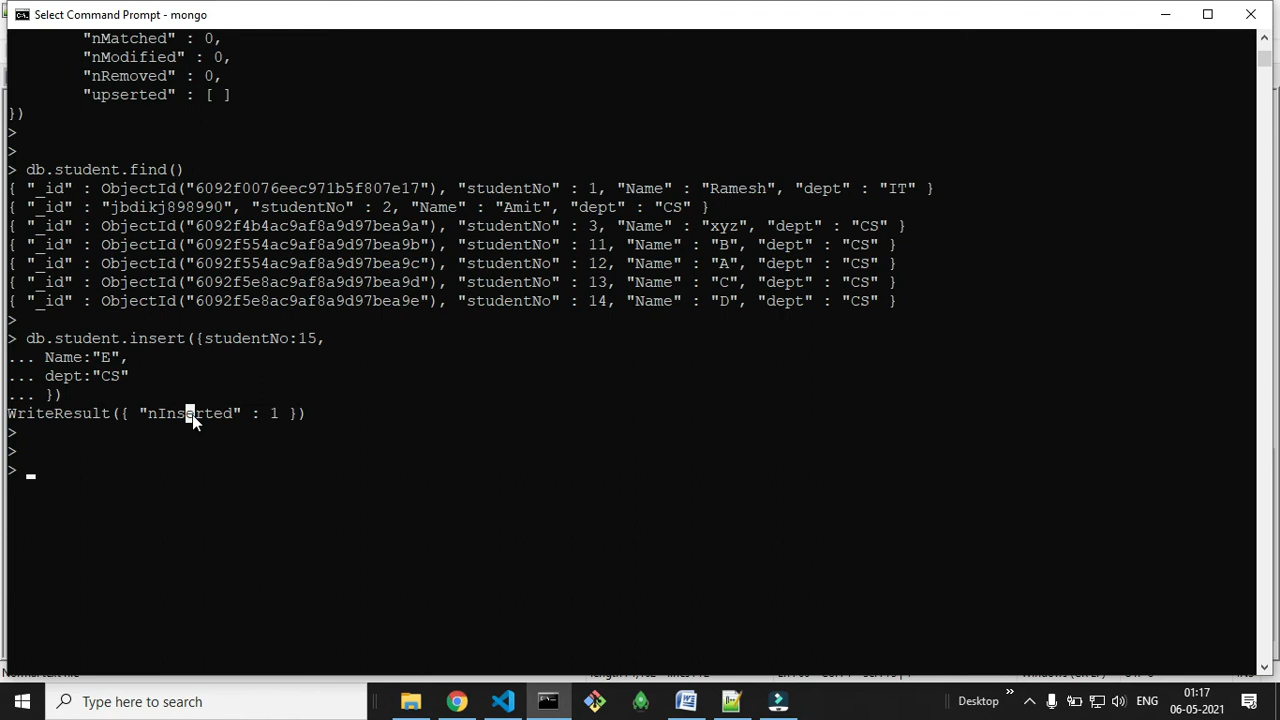 Select Command Prompt - mongo
"nMatched" : 0,
"nModified" : 0,
"nRemoved" : 0,
"upserted" : [ ]
})
>
>
> db.student.find()
{ "_id" : ObjectId("6092f0076eec971b5f807e17"), "studentNo" : 1, "Name" : "Ramesh", "dept" : "IT" }
{ "_id" : "jbdikj898990", "studentNo" : 2, "Name" : "Amit", "dept" : "CS" }
{ "_id" : ObjectId("6092f4b4ac9af8a9d97bea9a"), "studentNo" : 3, "Name" : "xyz", "dept" : "CS" }
{ "_id" : ObjectId("6092f554ac9af8a9d97bea9b"), "studentNo" : 11, "Name" : "B", "dept" : "CS" }
{ "_id" : ObjectId("6092f554ac9af8a9d97bea9c"), "studentNo" : 12, "Name" : "A", "dept" : "CS" }
{ "_id" : ObjectId("6092f5e8ac9af8a9d97bea9d"), "studentNo" : 13, "Name" : "C", "dept" : "CS" }
{ "_id" : ObjectId("6092f5e8ac9af8a9d97bea9e"), "studentNo" : 14, "Name" : "D", "dept" : "CS" }
>
> db.student.insert({studentNo:15,
... Name:"E",
... dept:"CS"
... })
WriteResult({ "nInserted" : 1 })
>
>
>
Type here to search
Desktop
ENG
01:17
06-05-2021